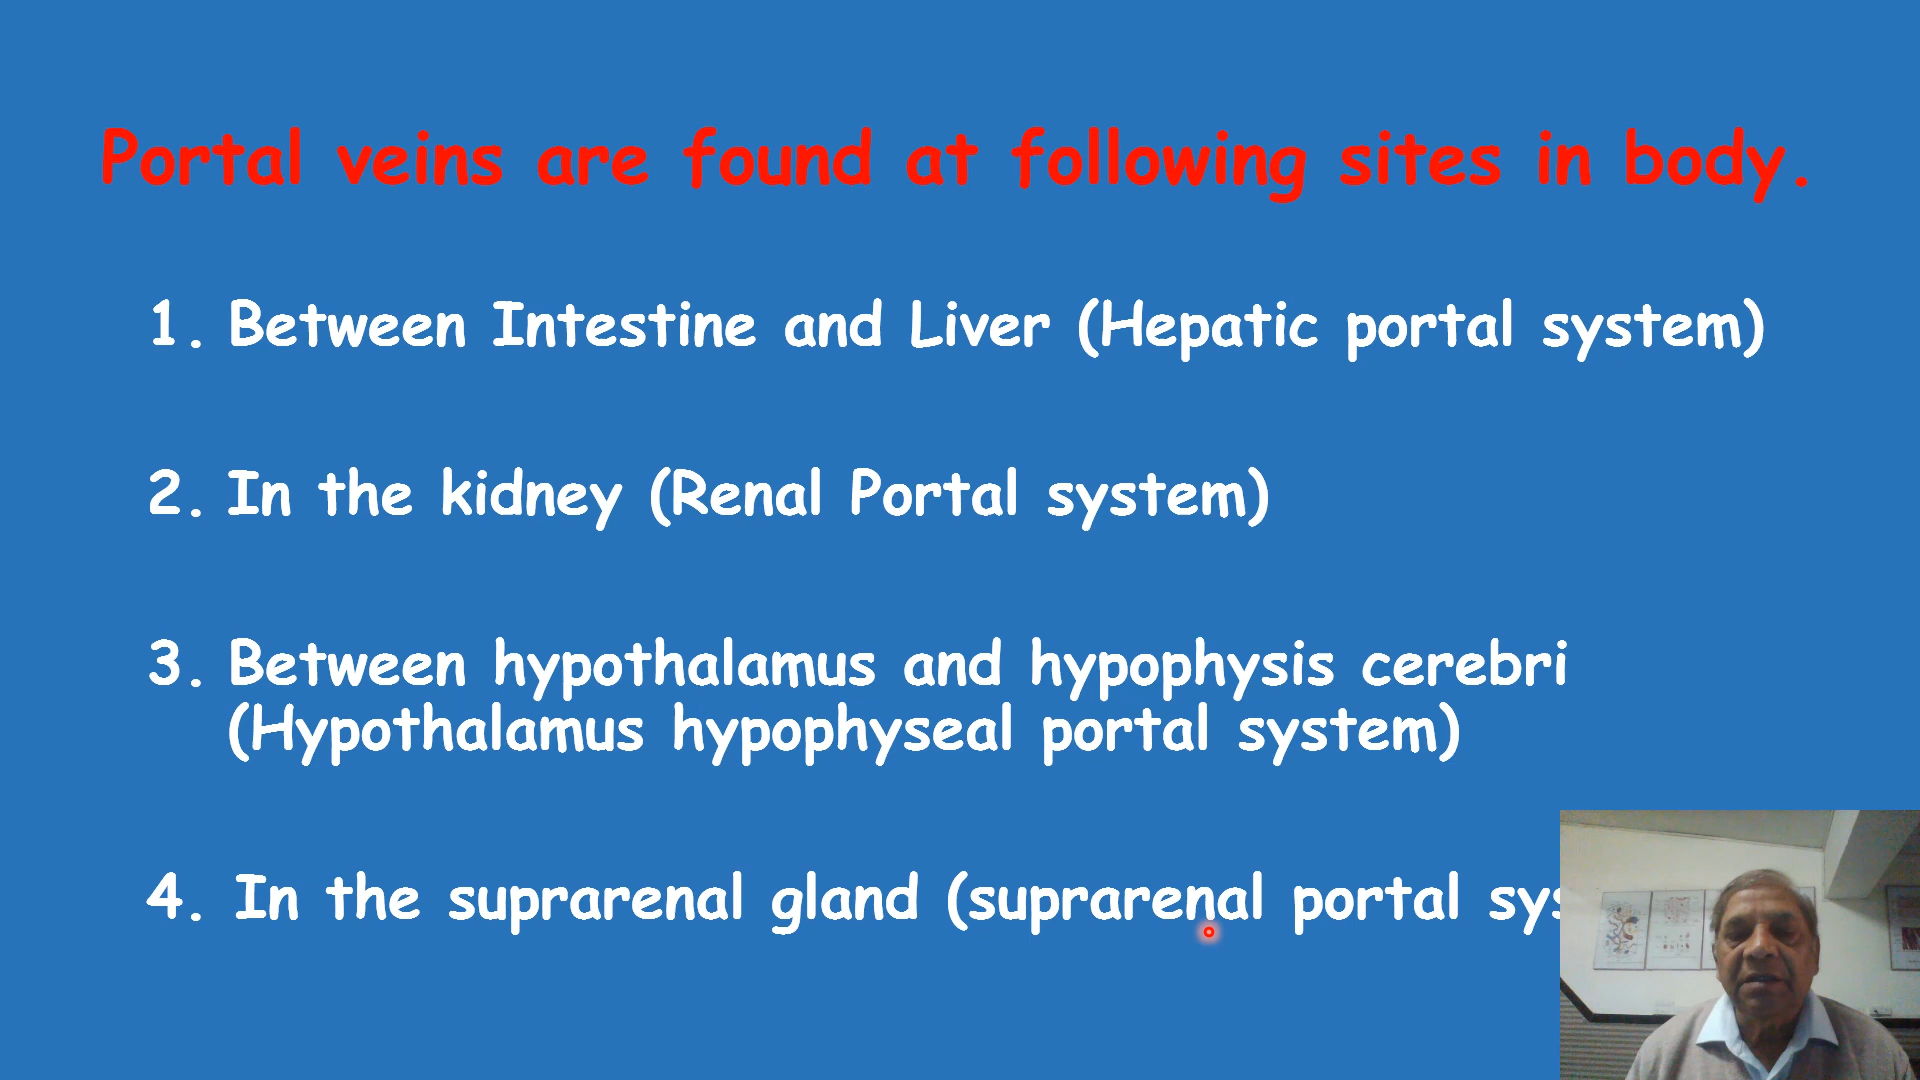 Portal veins are found at following sites in body.
1. Between Intestine and Liver (Hepatic portal system)
2. In the kidney (Renal Portal system)
3. Between hypothalamus and hypophysis cerebri
(Hypothalamus hypophyseal portal system)
4. In the suprarenal gland (suprarenal portal